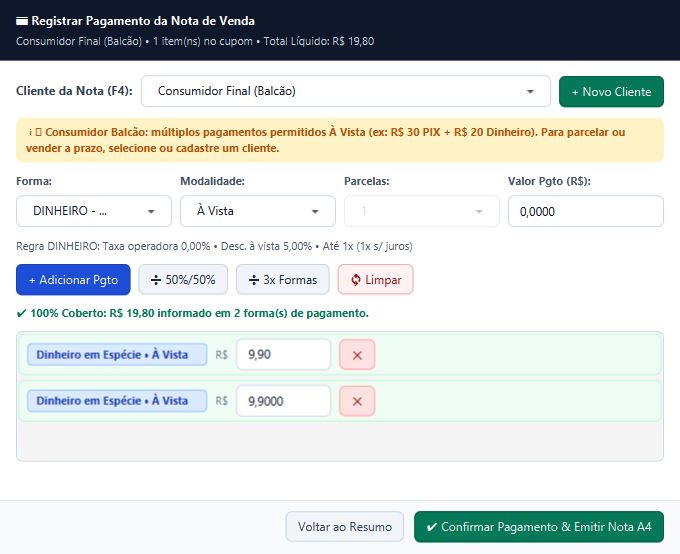 Registrar Pagamento da Nota de Venda
Consumidor Final (Balcão) • 1 item(ns) no cupom • Total Líquido: R$ 19,80
Cliente da Nota (F4): Consumidor Final (Balcão) + Novo Cliente
Consumidor Balcão: múltiplos pagamentos permitidos À Vista (ex: R$ 30 PIX + R$ 20 Dinheiro). Para parcelar ou
vender a prazo, selecione ou cadastre um cliente.
Forma: Modalidade: Parcelas: Valor Pgto (R$):
DINHEIRO - ... À Vista 1 0,0000
Regra DINHEIRO: Taxa operadora 0,00% • Desc. à vista 5,00% • Até 1x (1x s/ juros)
+ Adicionar Pgto ÷ 50%/50% ÷ 3x Formas Limpar
✔ 100% Coberto: R$ 19,80 informado em 2 forma(s) de pagamento.
Dinheiro em Espécie • À Vista R$ 9,90 ✕
Dinheiro em Espécie • À Vista R$ 9,9000 ✕
Voltar ao Resumo ✔ Confirmar Pagamento & Emitir Nota A4